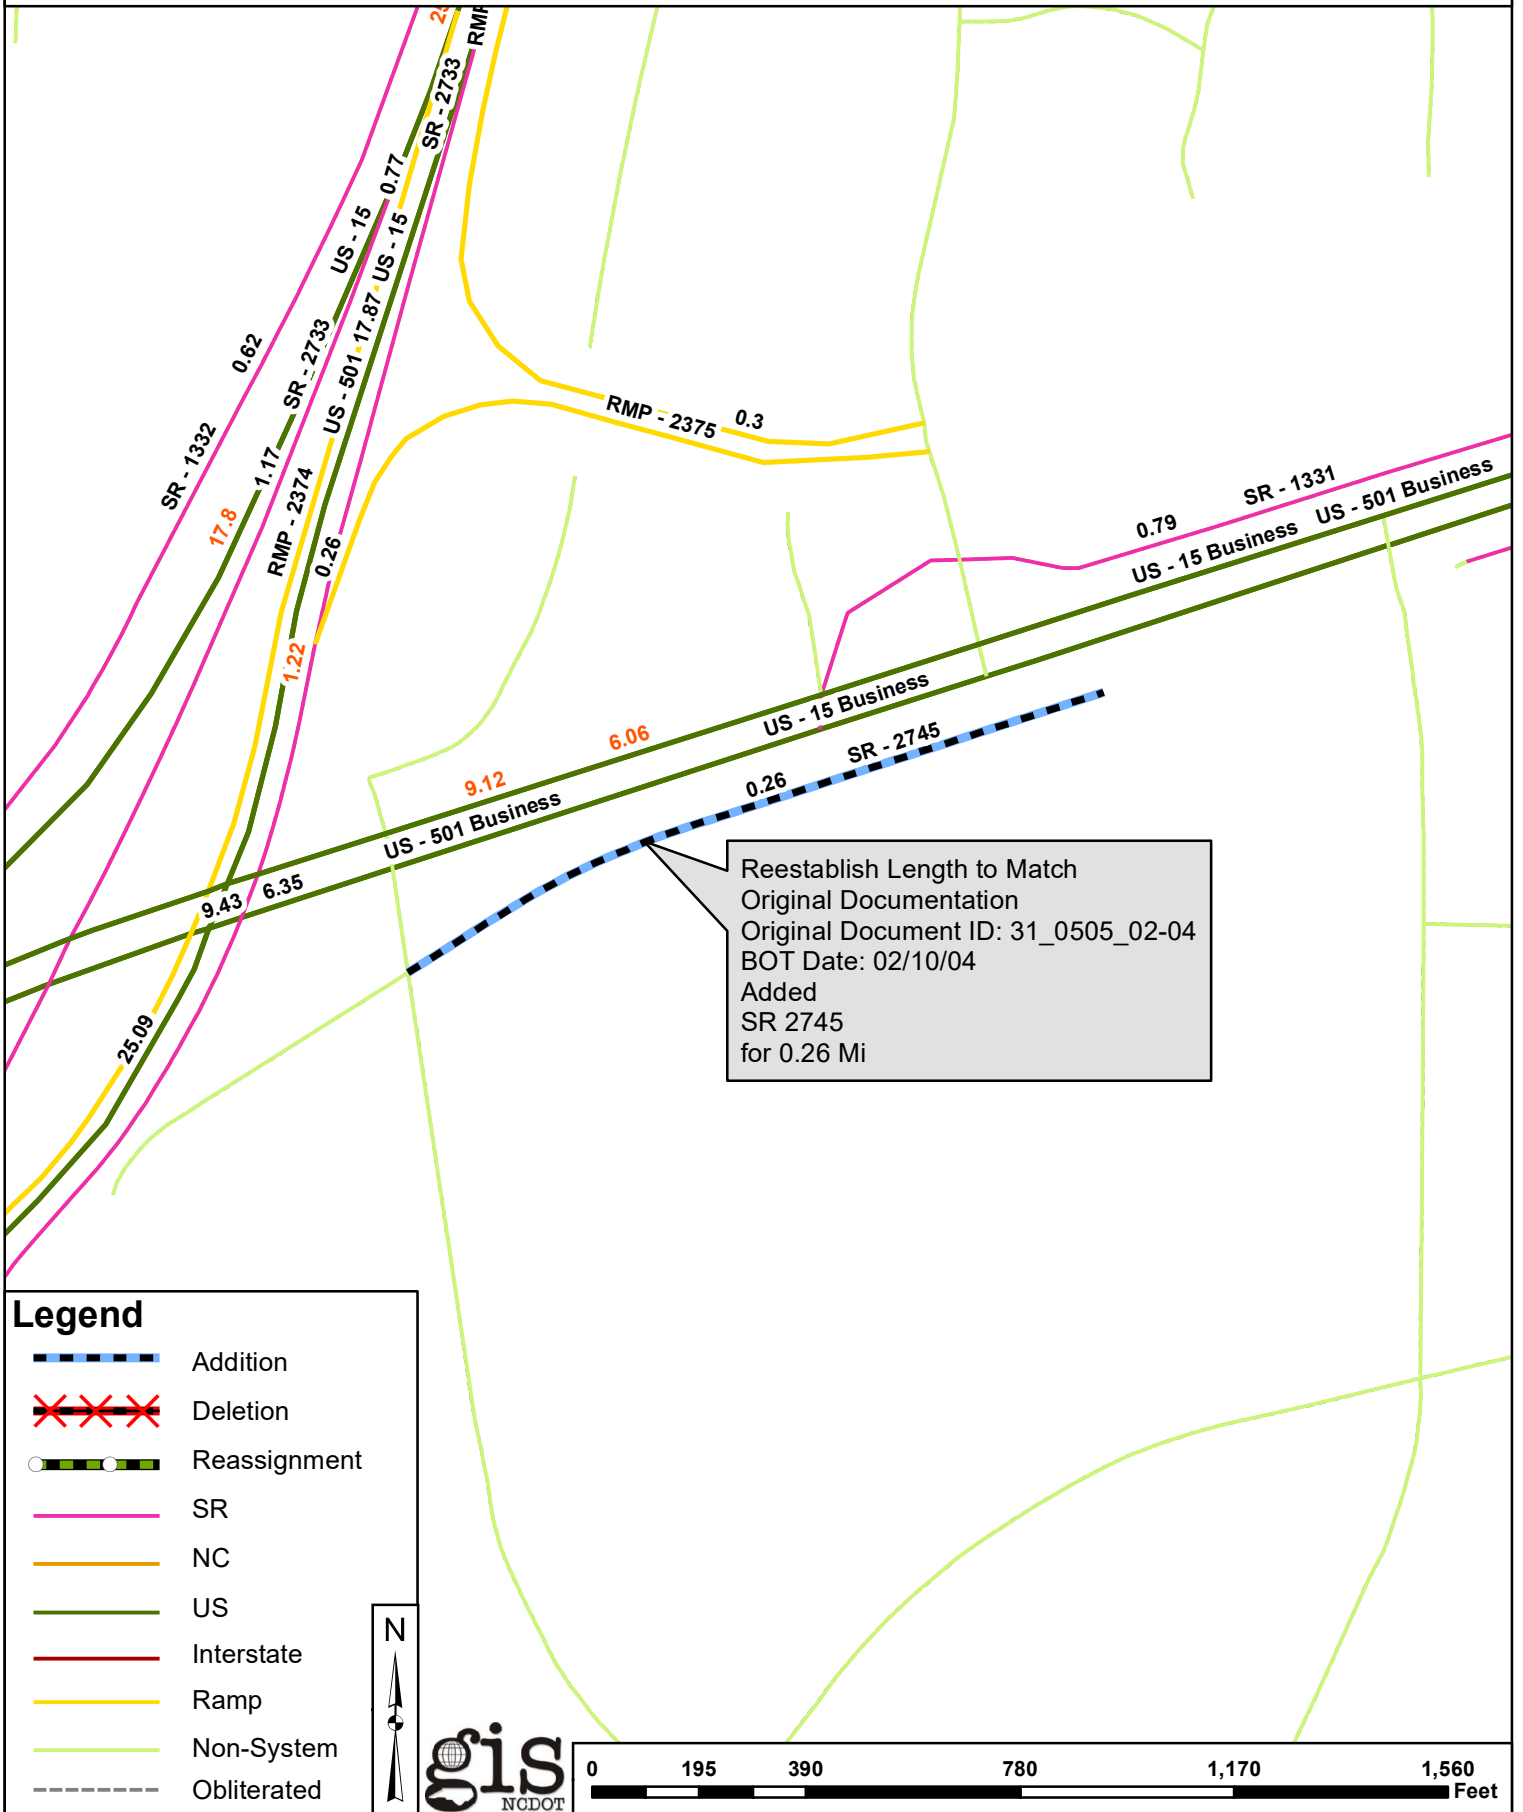 RMP
SR - 2733
0.77
US - 15
US - 15
17.87
US - 501
SR - 2733
0.62
SR - 1332
1.17
17.8
RMP - 2374
0.26
1.22
RMP - 2375
0.3
SR - 1331
0.79
US - 501 Business
US - 15 Business
US - 15 Business
6.06
9.12
US - 501 Business
SR - 2745
0.26
6.35
9.43
25.09
Reestablish Length to Match
Original Documentation
Original Document ID: 31_0505_02-04
BOT Date: 02/10/04
Added
SR 2745
for 0.26 Mi
Legend
Addition
Deletion
Reassignment
SR
NC
US
Interstate
Ramp
Non-System
Obliterated
N
gis
NCDOT
0 195 390 780 1,170 1,560
Feet